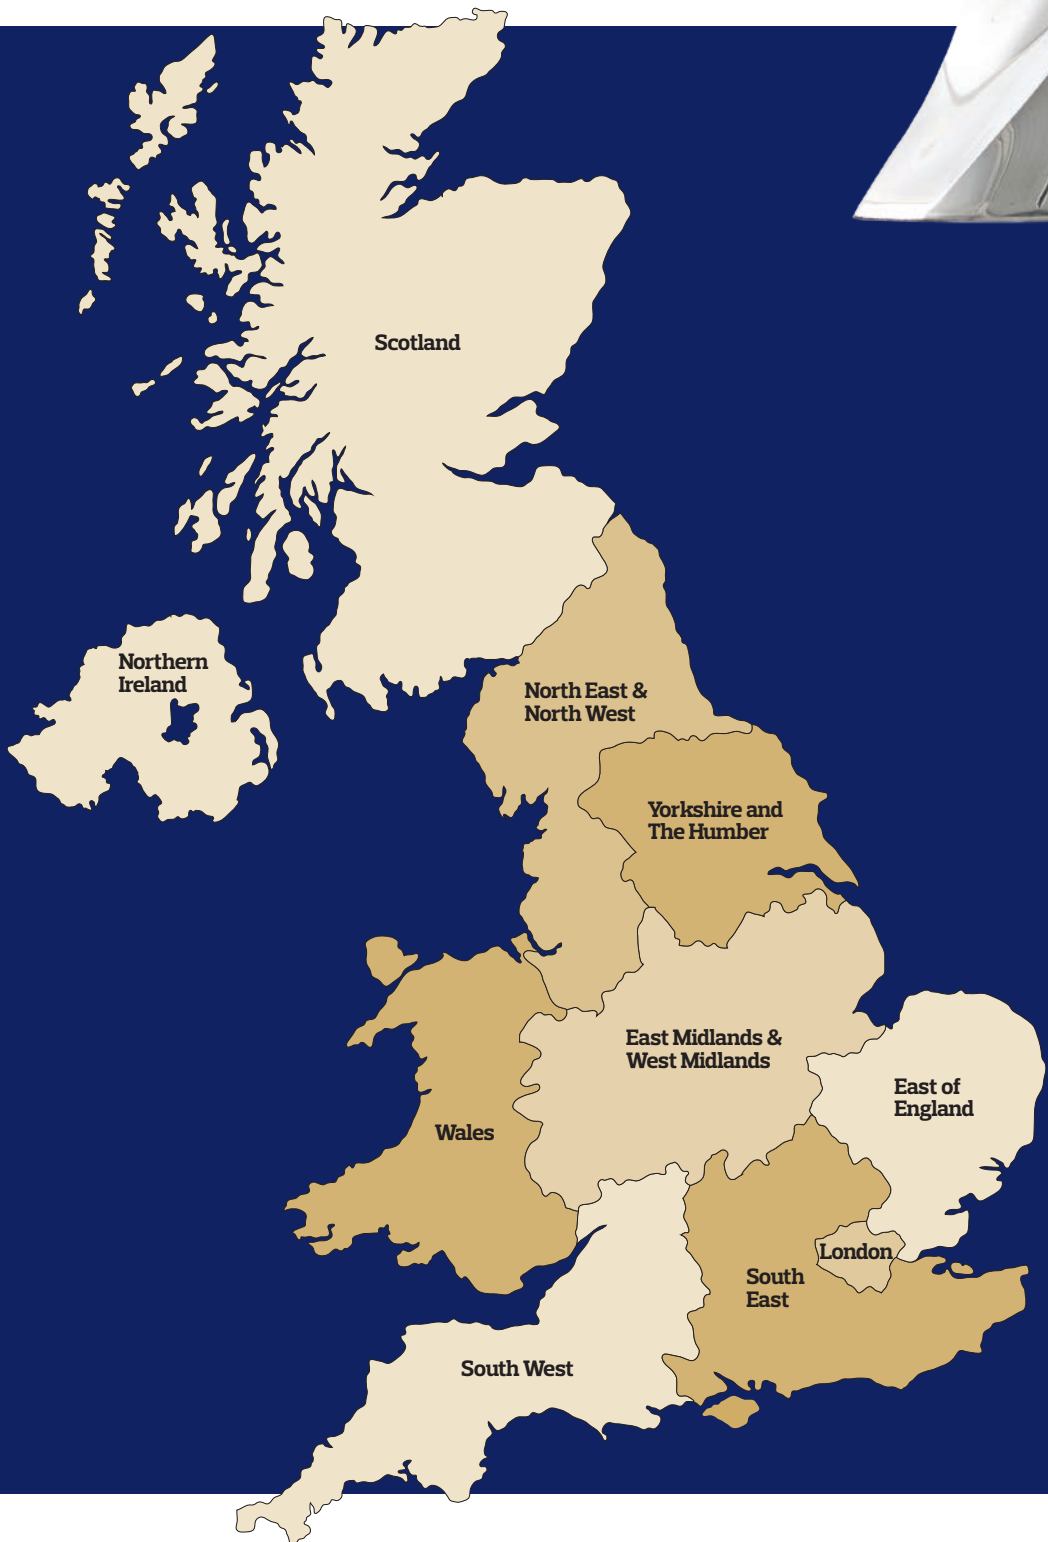 Scotland
Northern
Ireland
North East &
North West
Yorkshire and
The Humber
East Midlands &
West Midlands
East of
England
Wales
London
South
East
South West